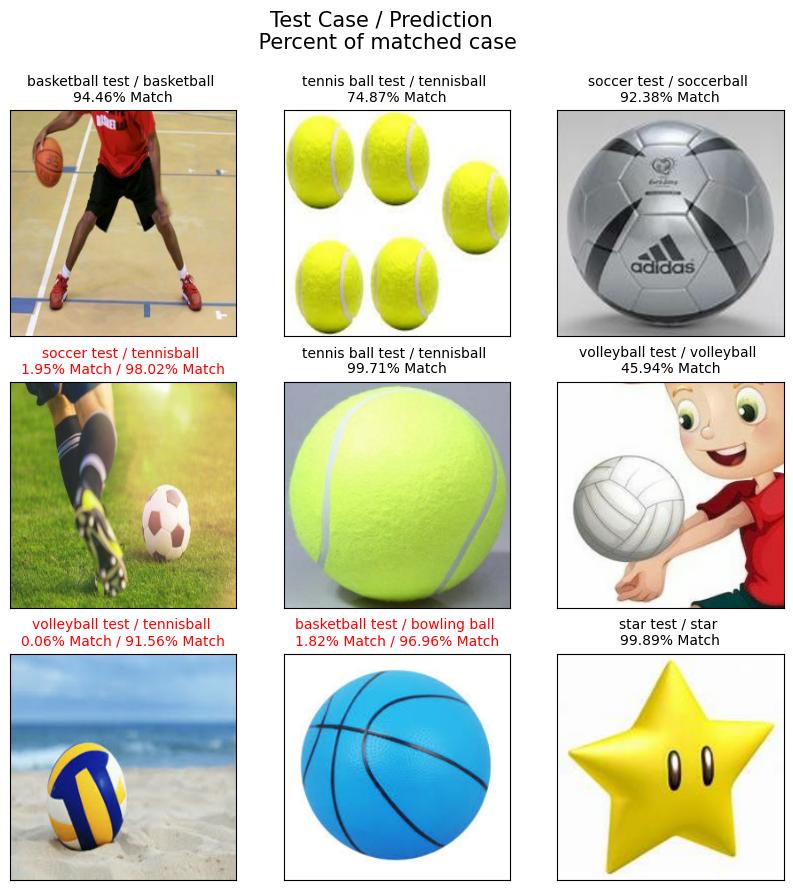 Test Case / Prediction
Percent of matched case
basketball test / basketball
94.46% Match
tennis ball test / tennisball
74.87% Match
soccer test / soccerball
92.38% Match
adidas
soccer test / tennisball
1.95% Match / 98.02% Match
tennis ball test / tennisball
99.71% Match
volleyball test / volleyball
45.94% Match
volleyball test / tennisball
0.06% Match / 91.56% Match
basketball test / bowling ball
1.82% Match / 96.96% Match
star test / star
99.89% Match